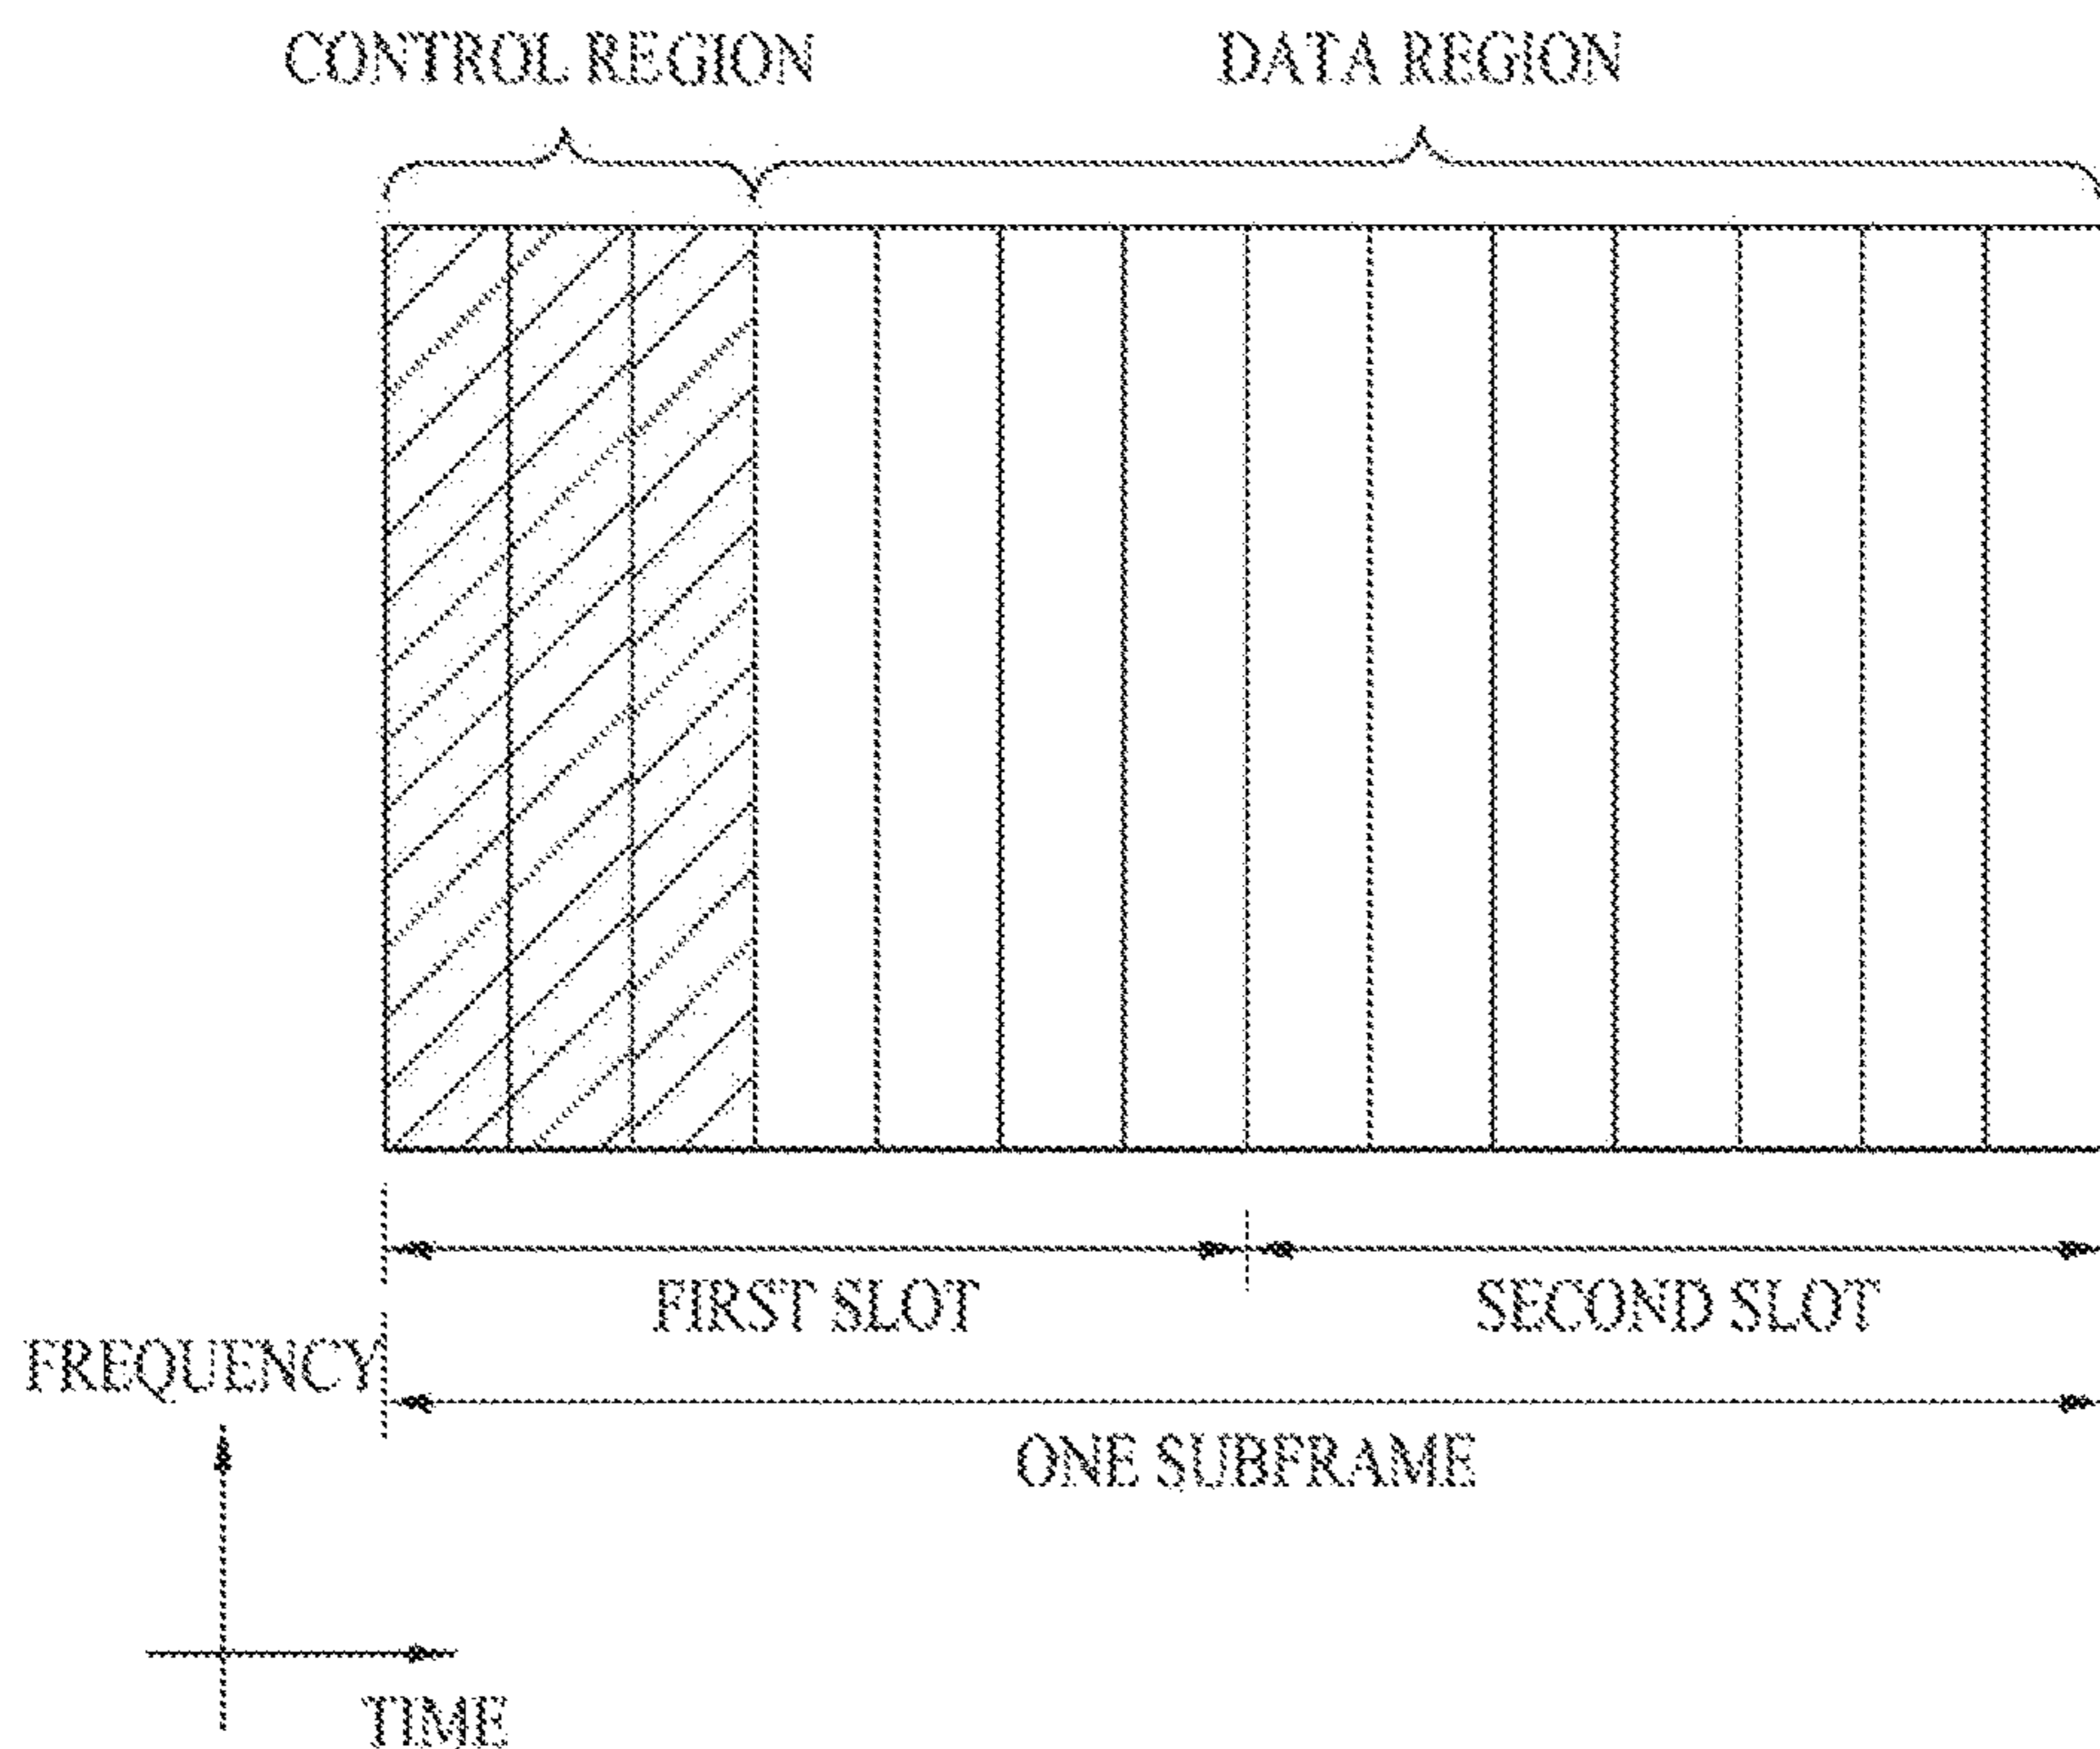 CONTROL REGION
DATA REGION
FIRST SLOT
SECOND SLOT
FREQUENCY
ONE SUBFRAME
TIME